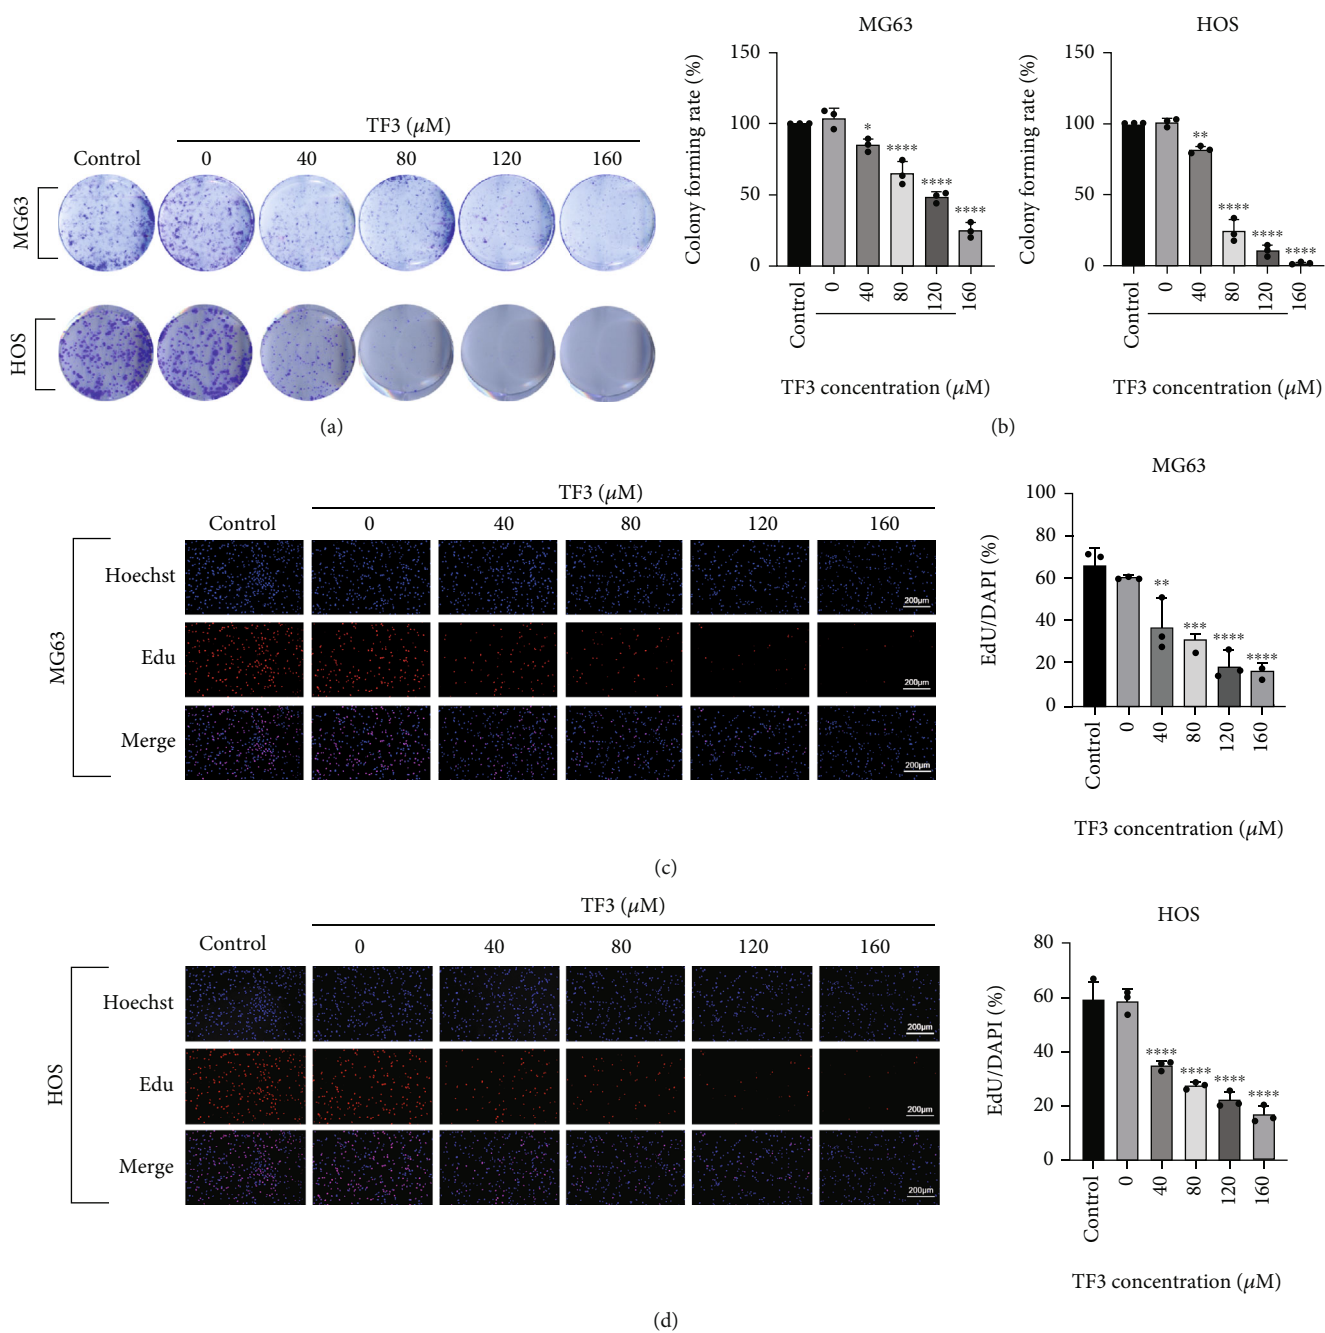 TF3 (μM)
Control 0 40 80 120 160
MG63
HOS
(a)
MG63
Colony forming rate (%)
150
100
50
0
* **** **** ****
Control 0 40 80 120 160
TF3 concentration (μM)
HOS
Colony forming rate (%)
150
100
50
0
** **** **** ****
Control 0 40 80 120 160
TF3 concentration (μM)
(b)
TF3 (μM)
Control 0 40 80 120 160
MG63
Hoechst
200μm
Edu
200μm
Merge
200μm
MG63
EdU/DAPI (%)
100
80
60
40
20
0
** *** **** ****
Control 0 40 80 120 160
TF3 concentration (μM)
(c)
TF3 (μM)
Control 0 40 80 120 160
HOS
Hoechst
200μm
Edu
200μm
Merge
200μm
HOS
EdU/DAPI (%)
80
60
40
20
0
**** **** **** ****
Control 0 40 80 120 160
TF3 concentration (μM)
(d)